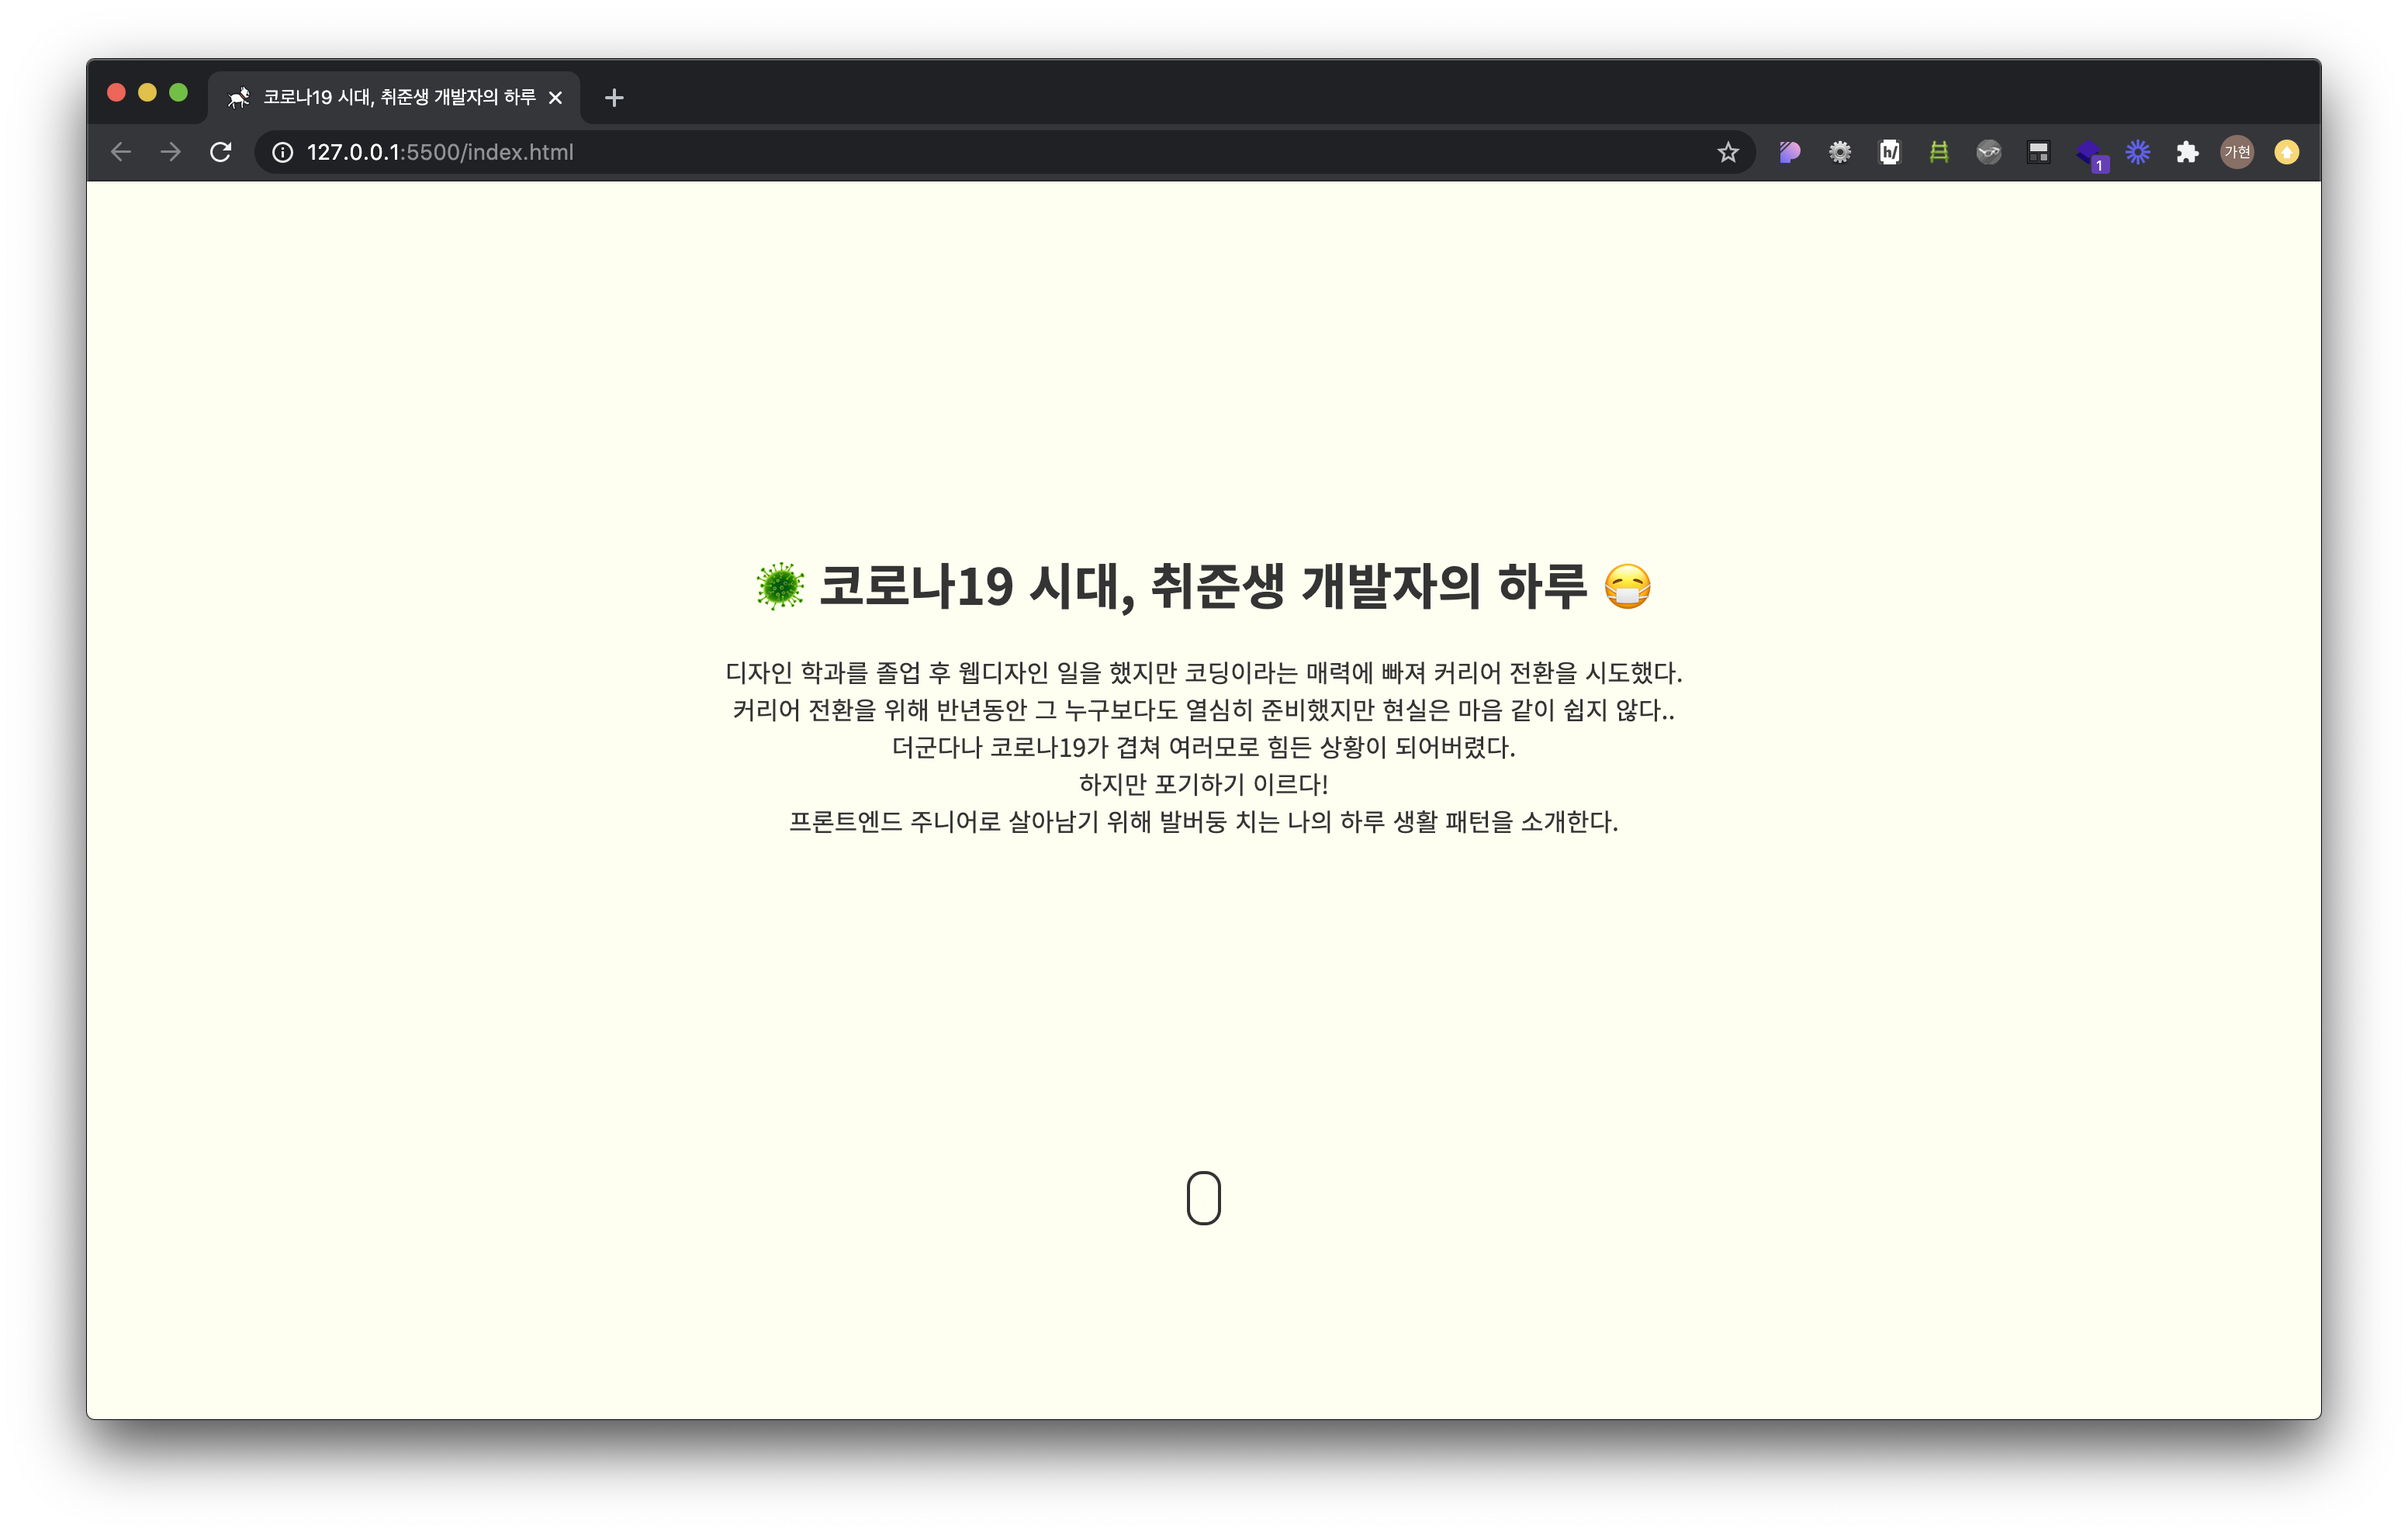 코로나19 시대, 취준생 개발자의 하루
127.0.0.1:5500/index.html
h/
1
가현
🦠 코로나19 시대, 취준생 개발자의 하루 😷
디자인 학과를 졸업 후 웹디자인 일을 했지만 코딩이라는 매력에 빠져 커리어 전환을 시도했다.
커리어 전환을 위해 반년동안 그 누구보다도 열심히 준비했지만 현실은 마음 같이 쉽지 않다..
더군다나 코로나19가 겹쳐 여러모로 힘든 상황이 되어버렸다.
하지만 포기하기 이르다!
프론트엔드 주니어로 살아남기 위해 발버둥 치는 나의 하루 생활 패턴을 소개한다.